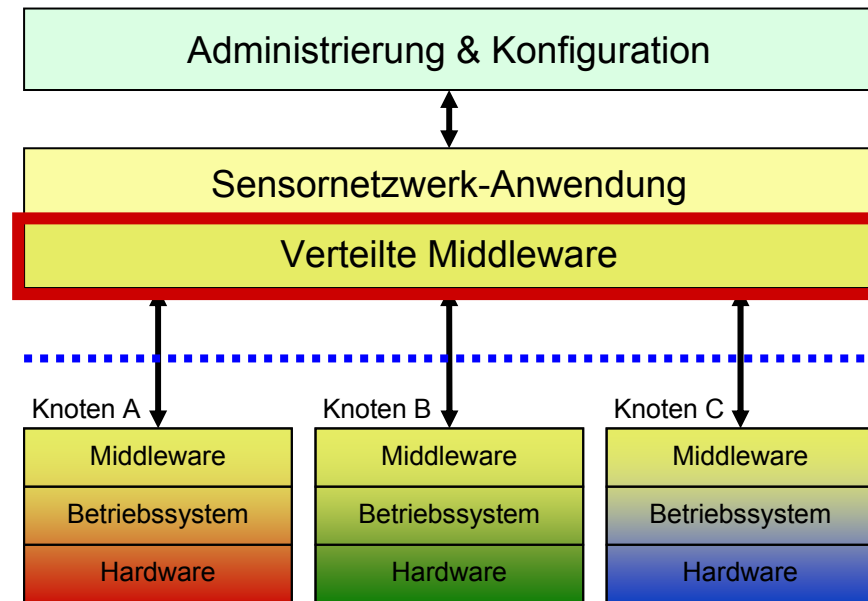 Administrierung & Konfiguration
Sensornetzwerk-Anwendung
Verteilte Middleware
Knoten A
Knoten B
Knoten C
Middleware
Middleware
Middleware
Betriebssystem
Betriebssystem
Betriebssystem
Hardware
Hardware
Hardware